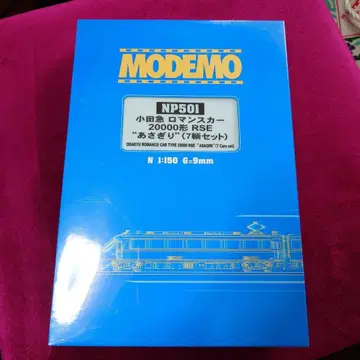 MODEMO
NP501
小田急 ロマンスカー
20000形 RSE
"あさぎり"(7輌セット)
ODAKYU ROMANCE CAR TYPE 20000 RSE "ASAGIRI" (7 Cars set)
N 1:150 G=9mm